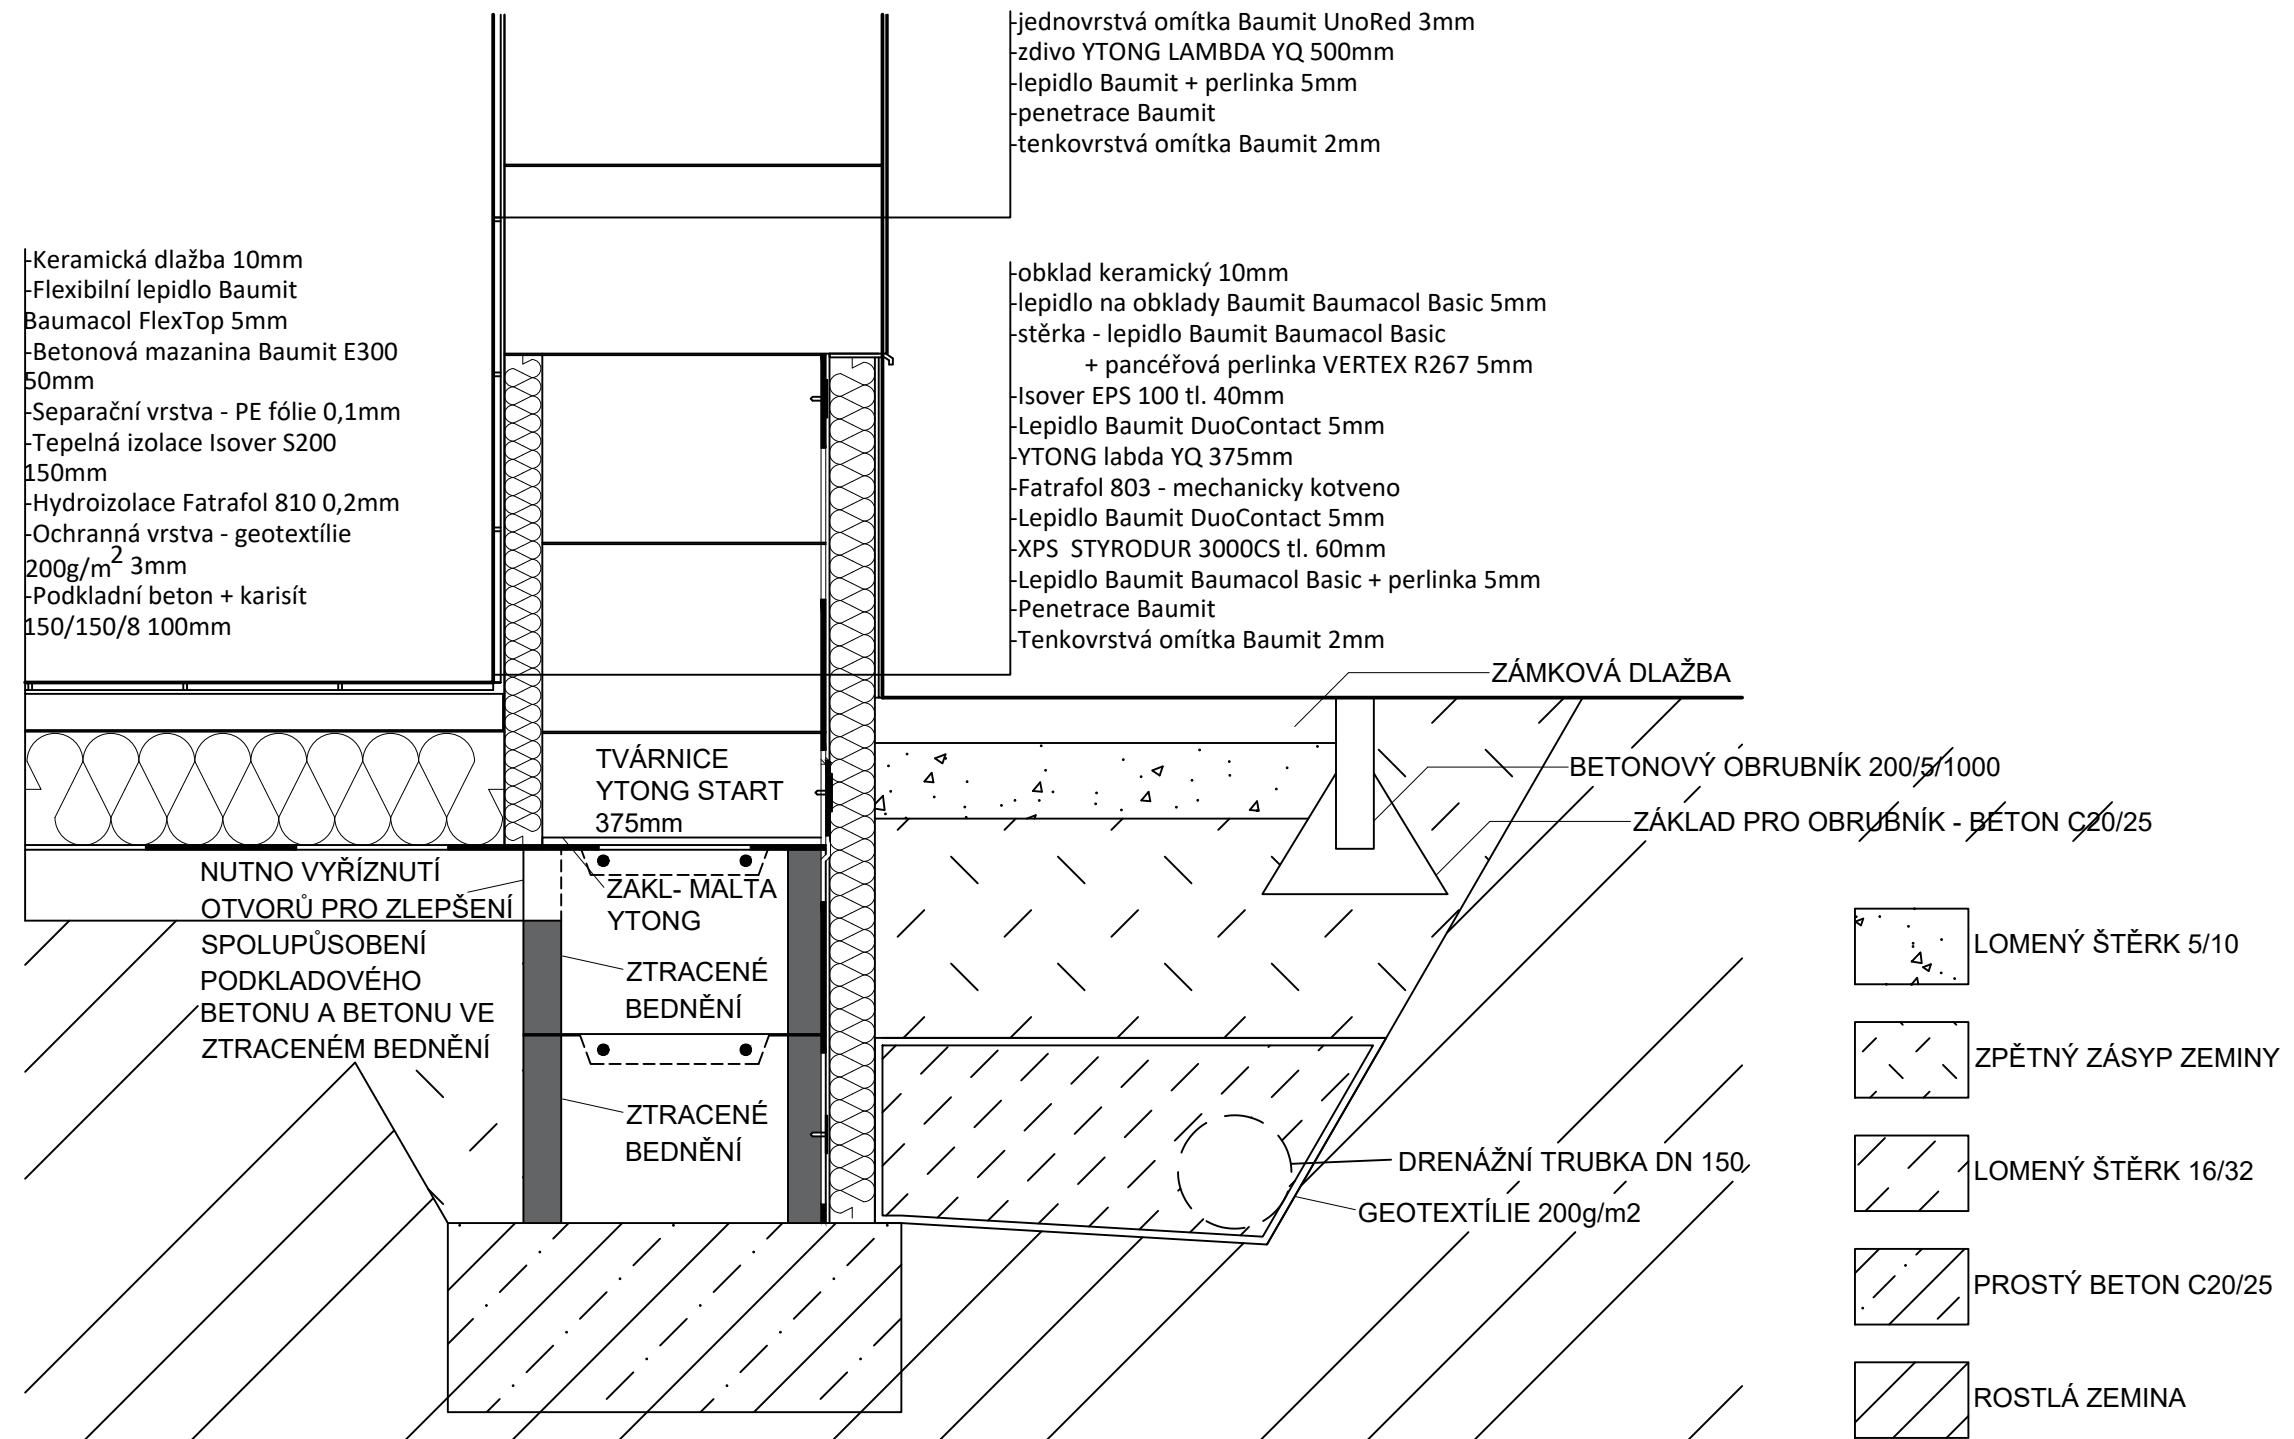 -jednovrstvá omítka Baumit UnoRed 3mm
-zdivo YTONG LAMBDA YQ 500mm
-lepidlo Baumit + perlinka 5mm
-penetrace Baumit
-tenkovrstvá omítka Baumit 2mm
-Keramická dlažba 10mm
-Flexibilní lepidlo Baumit
Baumacol FlexTop 5mm
-Betonová mazanina Baumit E300
50mm
-Separační vrstva - PE fólie 0,1mm
-Tepelná izolace Isover S200
150mm
-Hydroizolace Fatrafol 810 0,2mm
-Ochranná vrstva - geotextílie
200g/m² 3mm
-Podkladní beton + karisít
150/150/8 100mm
-obklad keramický 10mm
-lepidlo na obklady Baumit Baumacol Basic 5mm
-stěrka - lepidlo Baumit Baumacol Basic
+ pancéřová perlinka VERTEX R267 5mm
-Isover EPS 100 tl. 40mm
-Lepidlo Baumit DuoContact 5mm
-YTONG labda YQ 375mm
-Fatrafol 803 - mechanicky kotveno
-Lepidlo Baumit DuoContact 5mm
-XPS STYRODUR 3000CS tl. 60mm
-Lepidlo Baumit Baumacol Basic + perlinka 5mm
-Penetrace Baumit
-Tenkovrstvá omítka Baumit 2mm
ZÁMKOVÁ DLAŽBA
BETONOVÝ OBRUBNÍK 200/5/1000
ZÁKLAD PRO OBRUBNÍK - BETON C20/25
TVÁRNICE
YTONG START
375mm
NUTNO VYŘÍZNUTÍ
OTVORŮ PRO ZLEPŠENÍ
SPOLUPŮSOBENÍ
PODKLADOVÉHO
BETONU A BETONU VE
ZTRACENÉM BEDNĚNÍ
ZAKL- MALTA
YTONG
ZTRACENÉ
BEDNĚNÍ
ZTRACENÉ
BEDNĚNÍ
DRENÁŽNÍ TRUBKA DN 150
GEOTEXTÍLIE 200g/m2
LOMENÝ ŠTĚRK 5/10
ZPĚTNÝ ZÁSYP ZEMINY
LOMENÝ ŠTĚRK 16/32
PROSTÝ BETON C20/25
ROSTLÁ ZEMINA